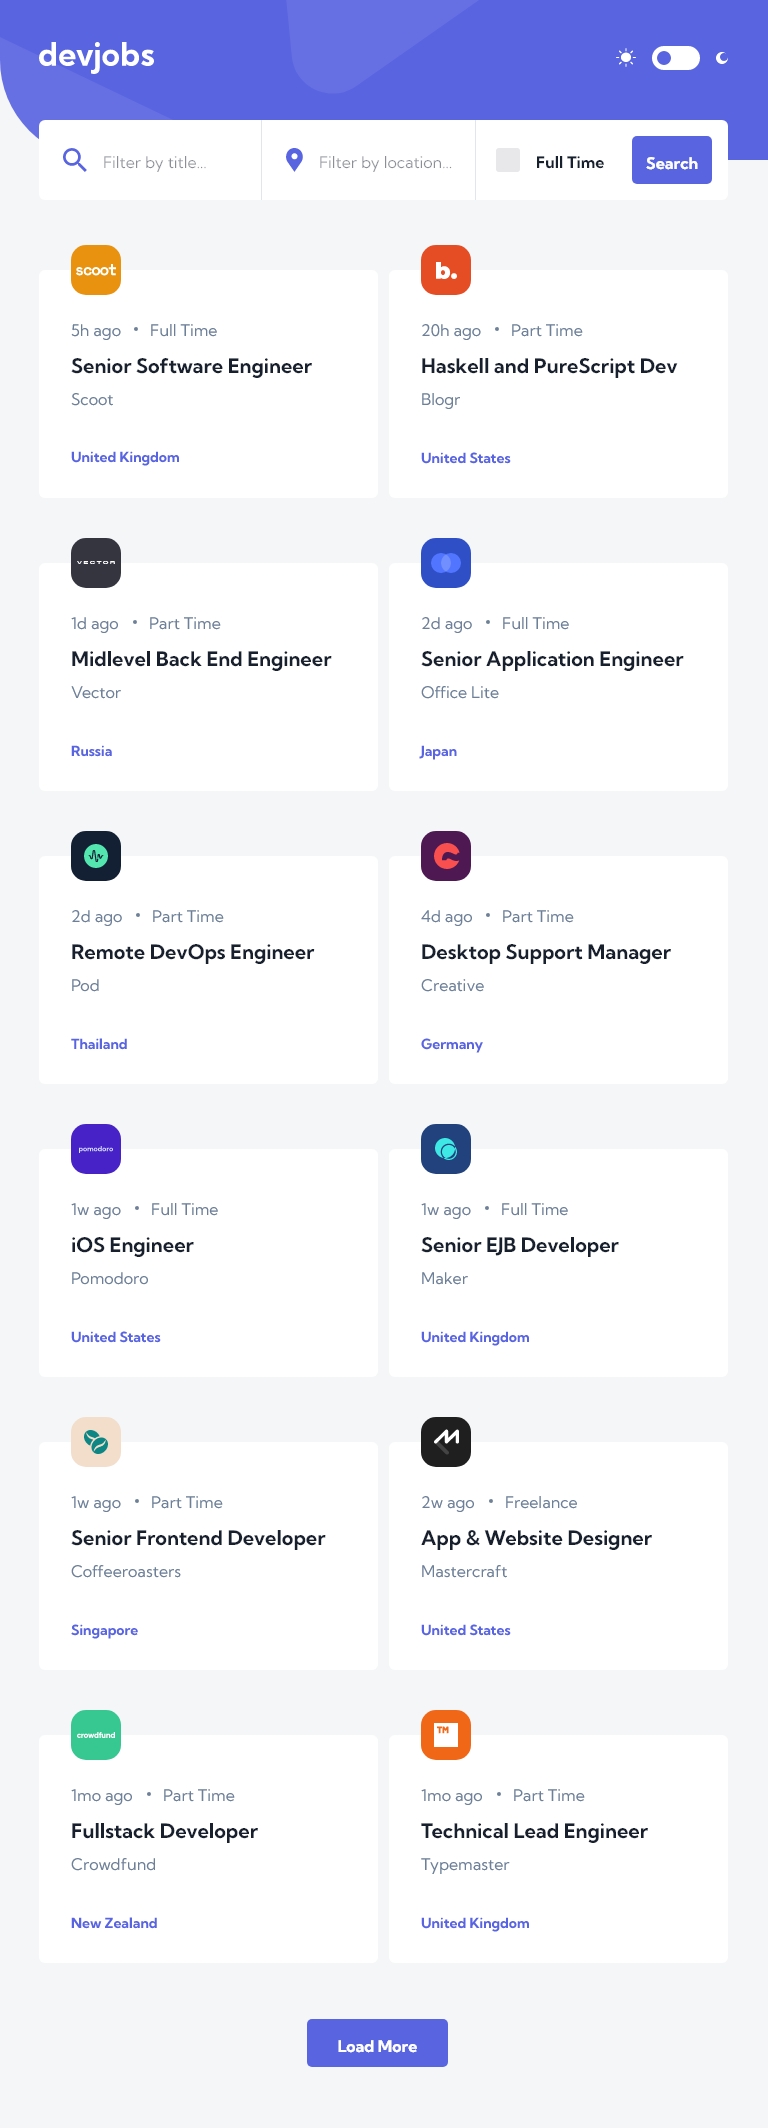 devjobs
Filter by title...
Filter by location...
Full Time
Search
scoot
5h ago • Full Time
Senior Software Engineer
Scoot
United Kingdom
b.
20h ago • Part Time
Haskell and PureScript Dev
Blogr
United States
VECTOR
1d ago • Part Time
Midlevel Back End Engineer
Vector
Russia
2d ago • Full Time
Senior Application Engineer
Office Lite
Japan
2d ago • Part Time
Remote DevOps Engineer
Pod
Thailand
4d ago • Part Time
Desktop Support Manager
Creative
Germany
pomodoro
1w ago • Full Time
iOS Engineer
Pomodoro
United States
1w ago • Full Time
Senior EJB Developer
Maker
United Kingdom
1w ago • Part Time
Senior Frontend Developer
Coffeeroasters
Singapore
2w ago • Freelance
App & Website Designer
Mastercraft
United States
crowdfund
1mo ago • Part Time
Fullstack Developer
Crowdfund
New Zealand
TM
1mo ago • Part Time
Technical Lead Engineer
Typemaster
United Kingdom
Load More